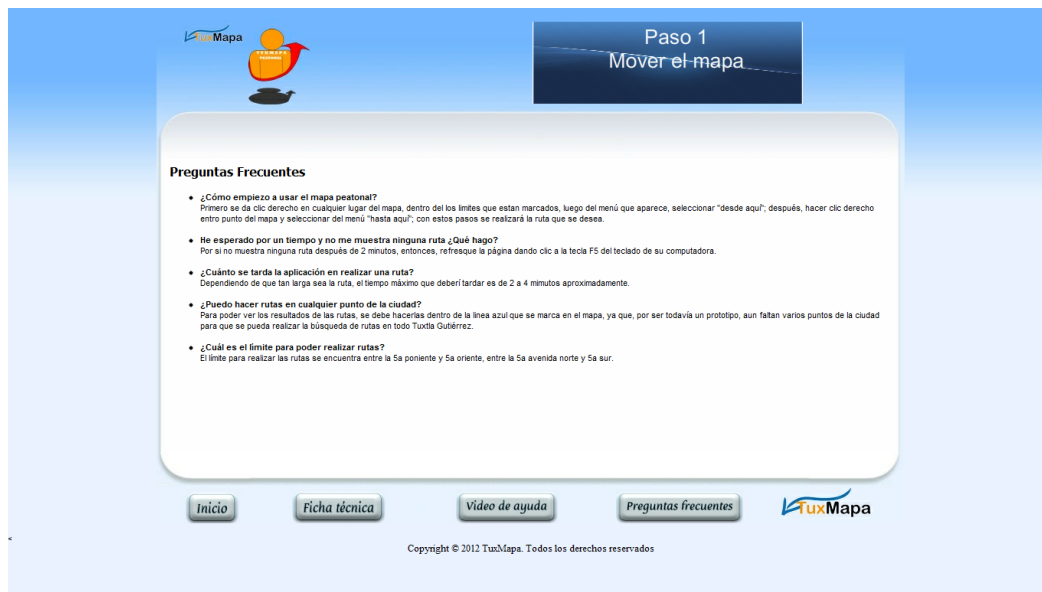 TuxMapa
TUXMAPA
PEATONAL
Paso 1
Mover el mapa
Preguntas Frecuentes
¿Cómo empiezo a usar el mapa peatonal?
Primero se da clic derecho en cualquier lugar del mapa, dentro del los limites que estan marcados, luego del menú que aparece, seleccionar "desde aquí"; después, hacer clic derecho
entro punto del mapa y seleccionar del menú "hasta aquí"; con estos pasos se realizará la ruta que se desea.
He esperado por un tiempo y no me muestra ninguna ruta ¿Qué hago?
Por si no muestra ninguna ruta después de 2 minutos, entonces, refresque la página dando clic a la tecla F5 del teclado de su computadora.
¿Cuánto se tarda la aplicación en realizar una ruta?
Dependiendo de que tan larga sea la ruta, el tiempo máximo que deberí tardar es de 2 a 4 mimutos aproximadamente.
¿Puedo hacer rutas en cualquier punto de la ciudad?
Para poder ver los resultados de las rutas, se debe hacerlas dentro de la linea azul que se marca en el mapa, ya que, por ser todavía un prototipo, aun faltan varios puntos de la ciudad
para que se pueda realizar la búsqueda de rutas en todo Tuxtla Gutiérrez.
¿Cuál es el límite para poder realizar rutas?
El límite para realizar las rutas se encuentra entre la 5a poniente y 5a oriente, entre la 5a avenida norte y 5a sur.
Inicio
Ficha técnica
Video de ayuda
Preguntas frecuentes
TuxMapa
<
Copyright © 2012 TuxMapa. Todos los derechos reservados